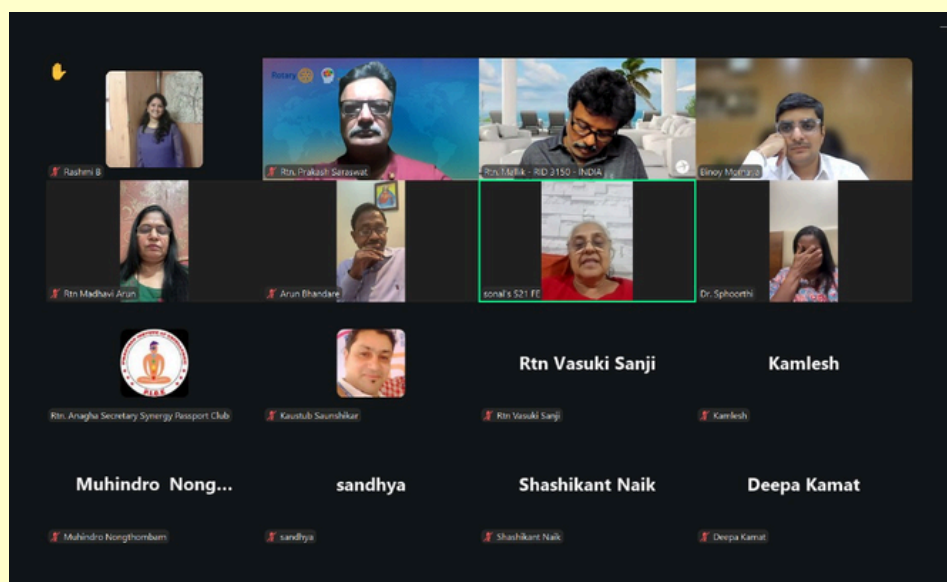 Rotary
Rashmi B
Rtn. Prakash Saraswat
Rtn. Mallik - RID 3150 - INDIA
Binoy
Rtn Madhavi Arun
Arun Bhandare
sonal's S21 FE
Dr. Sphoorthi
P.I.G.S
Rtn. Anagha Secretary Synergy Passport Club
Kaustub Saunshikar
Rtn Vasuki Sanji
Rtn Vasuki Sanji
Kamlesh
Kamlesh
Muhindro Nong...
Muhindro Nongthombam
sandhya
sandhya
Shashikant Naik
Shashikant Naik
Deepa Kamat
Deepa Kamat